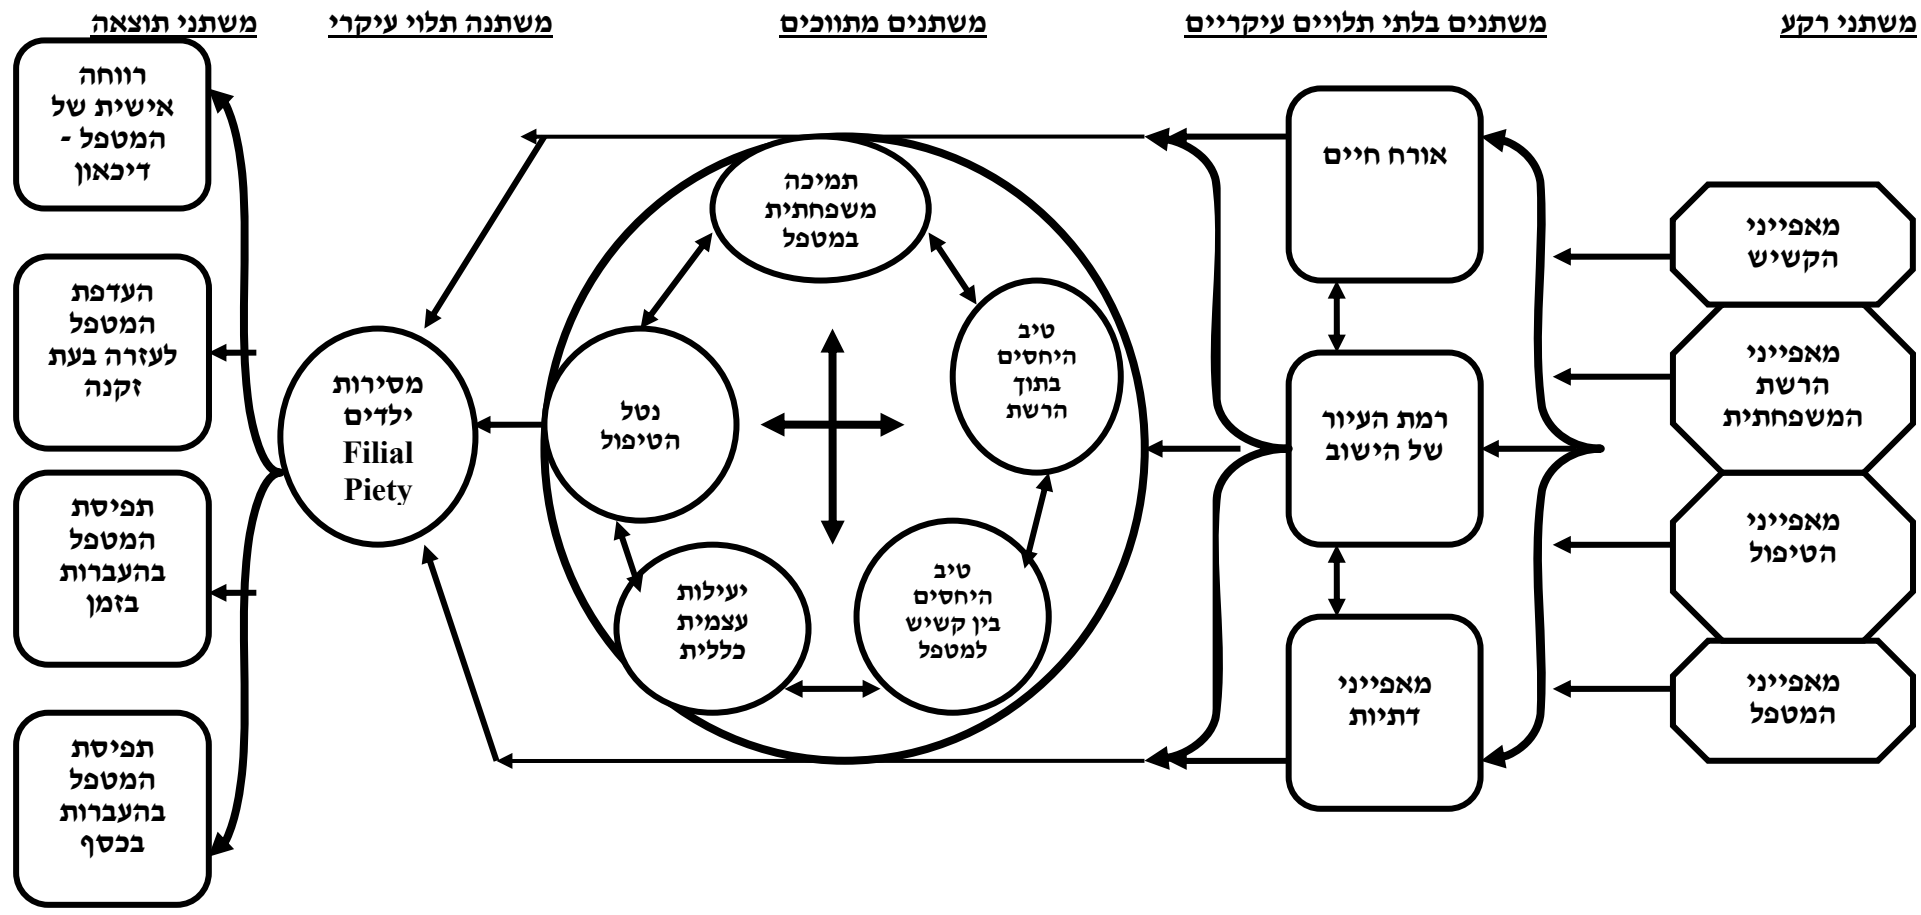 משתני רקע
משתנים בלתי תלויים עיקריים
משתנים מתווכים
משתנה תלוי עיקרי
משתני תוצאה
מאפייני
הקשיש
מאפייני
הרשת
המשפחתית
מאפייני
הטיפול
מאפייני
המטפל
אורח חיים
רמת העיור
של הישוב
מאפייני
דתיות
תמיכה
משפחתית
במטפל
טיב
היחסים
בתוך
הרשת
טיב
היחסים
בין קשיש
למטפל
יעילות
עצמית
כללית
נטל
הטיפול
מסירות
ילדים
Filial
Piety
רווחה
אישית של
המטפל -
דיכאון
העדפת
המטפל
לעזרה בעת
זקנה
תפיסת
המטפל
בהעברות
בזמן
תפיסת
המטפל
בהעברות
בכסף